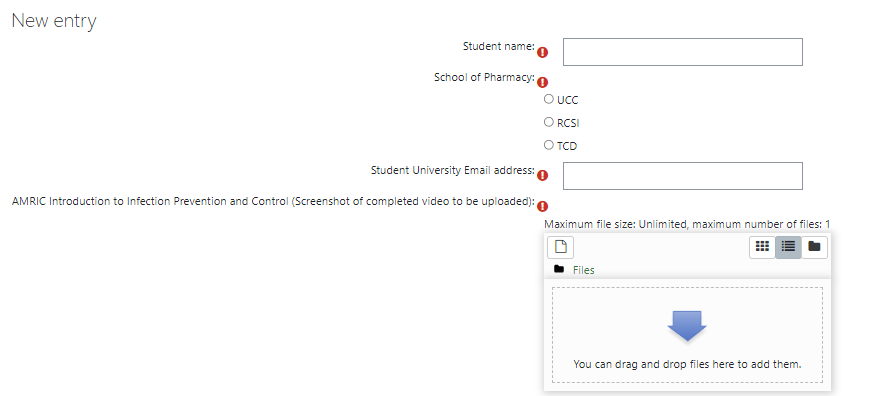 New entry
Student name:
School of Pharmacy:
UCC
RCSI
TCD
Student University Email address:
AMRIC Introduction to Infection Prevention and Control (Screenshot of completed video to be uploaded):
Maximum file size: Unlimited, maximum number of files: 1
Files
You can drag and drop files here to add them.